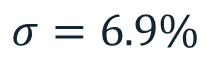 σ = 6.9%